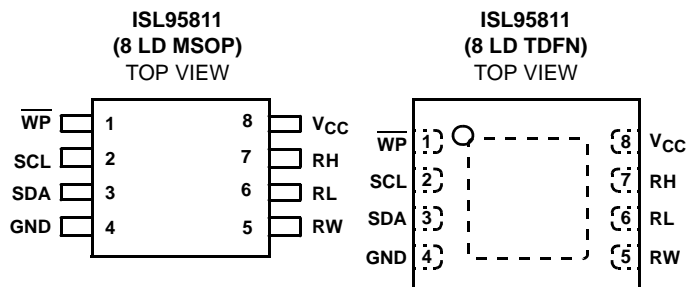 ISL95811
(8 LD MSOP)
TOP VIEW
WP 1 8 VCC
SCL 2 7 RH
SDA 3 6 RL
GND 4 5 RW
ISL95811
(8 LD TDFN)
TOP VIEW
WP 1 8 VCC
SCL 2 7 RH
SDA 3 6 RL
GND 4 5 RW